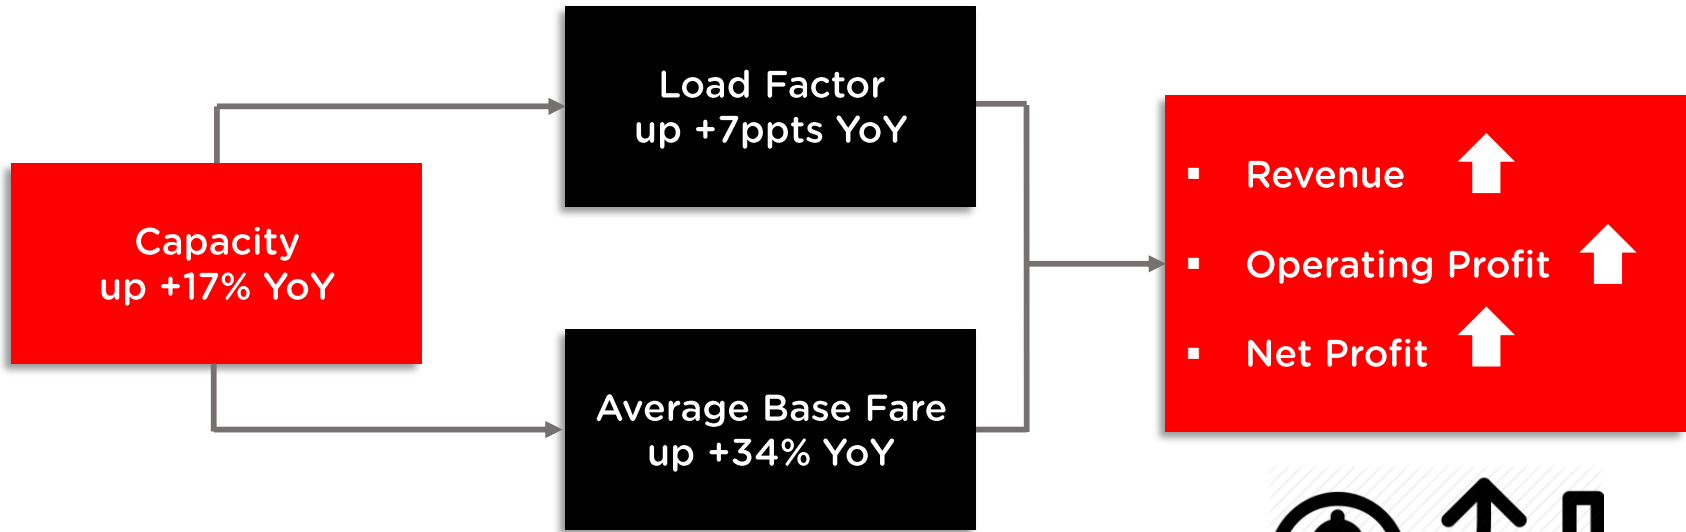 Load Factor
up +7ppts YoY
Capacity
up +17% YoY
Average Base Fare
up +34% YoY
▪ Revenue
▪ Operating Profit
▪ Net Profit